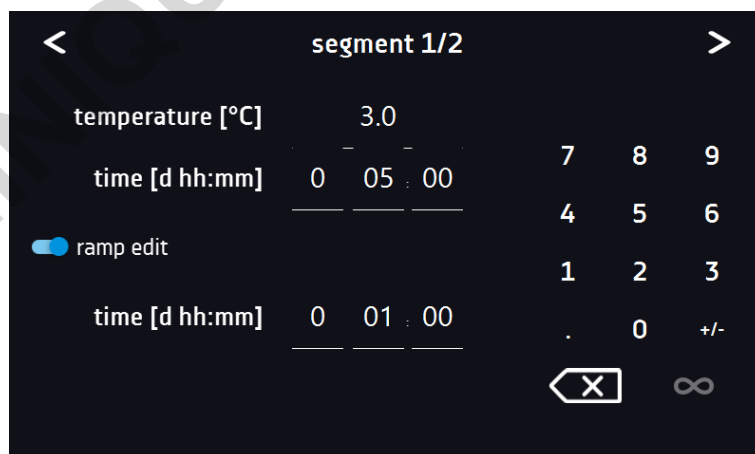 < segment 1/2 >
temperature [°C] 3.0
time [d hh:mm] 0 05 : 00
ramp edit
time [d hh:mm] 0 01 : 00
7 8 9
4 5 6
1 2 3
. 0 +/-
∞